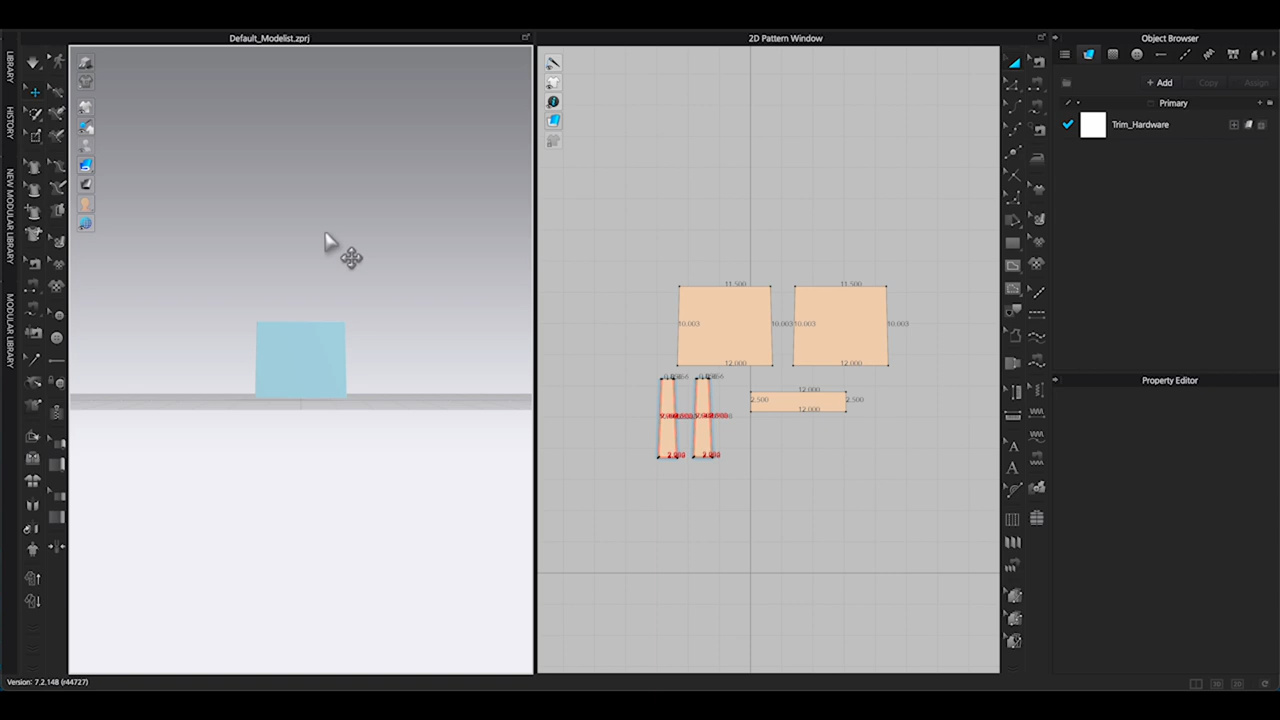 Default_Modelist.zprj
2D Pattern Window
Object Browser
LIBRARY
HISTORY
NEW MODULAR LIBRARY
MODULAR LIBRARY
+ Add
Copy
Assign
Primary
Trim_Hardware
11.500
11.500
10.003
10.003
10.003
10.003
12.000
12.000
12.000
2.500
2.500
12.000
Property Editor
Version: 7.2.148 (r44727)